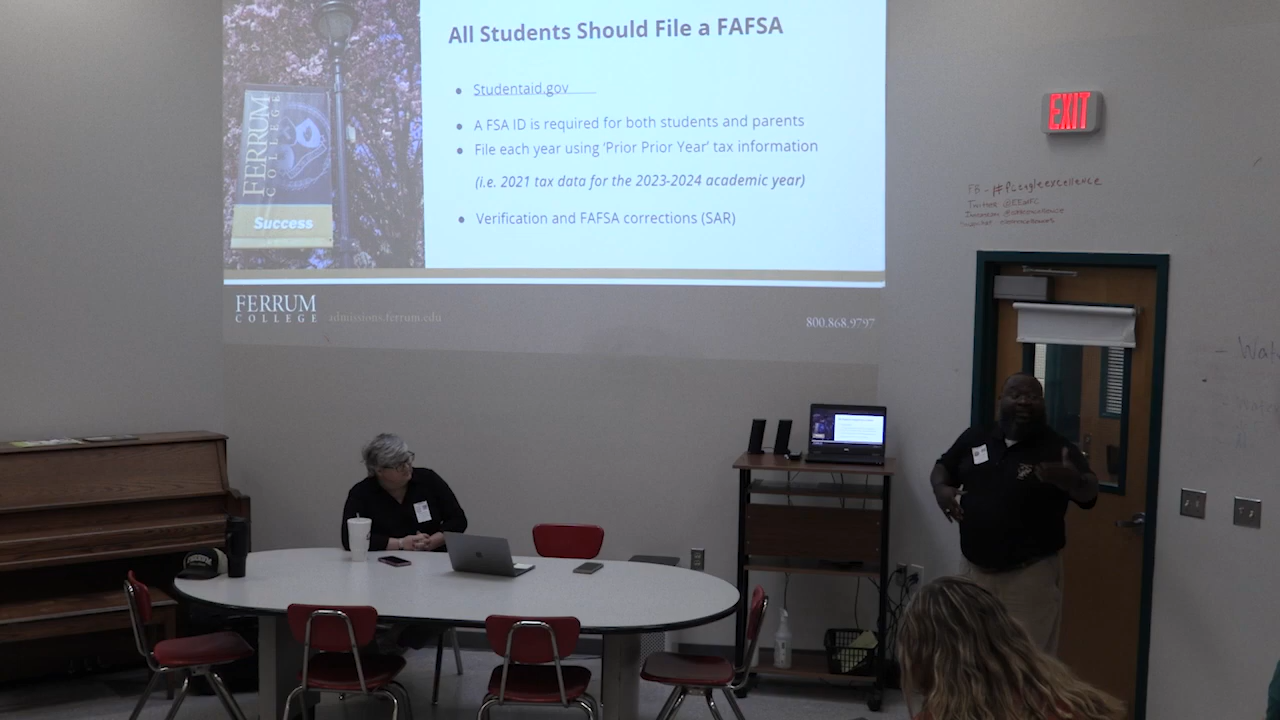 All Students Should File a FAFSA
Studentaid.gov
A FSA ID is required for both students and parents
File each year using ‘Prior Prior Year’ tax information
(i.e. 2021 tax data for the 2023-2024 academic year)
Verification and FAFSA corrections (SAR)
FERRUM
COLLEGE
Success
FERRUM
COLLEGE
admissions.ferrum.edu
800.868.9797
EXIT
FB -
Twitter